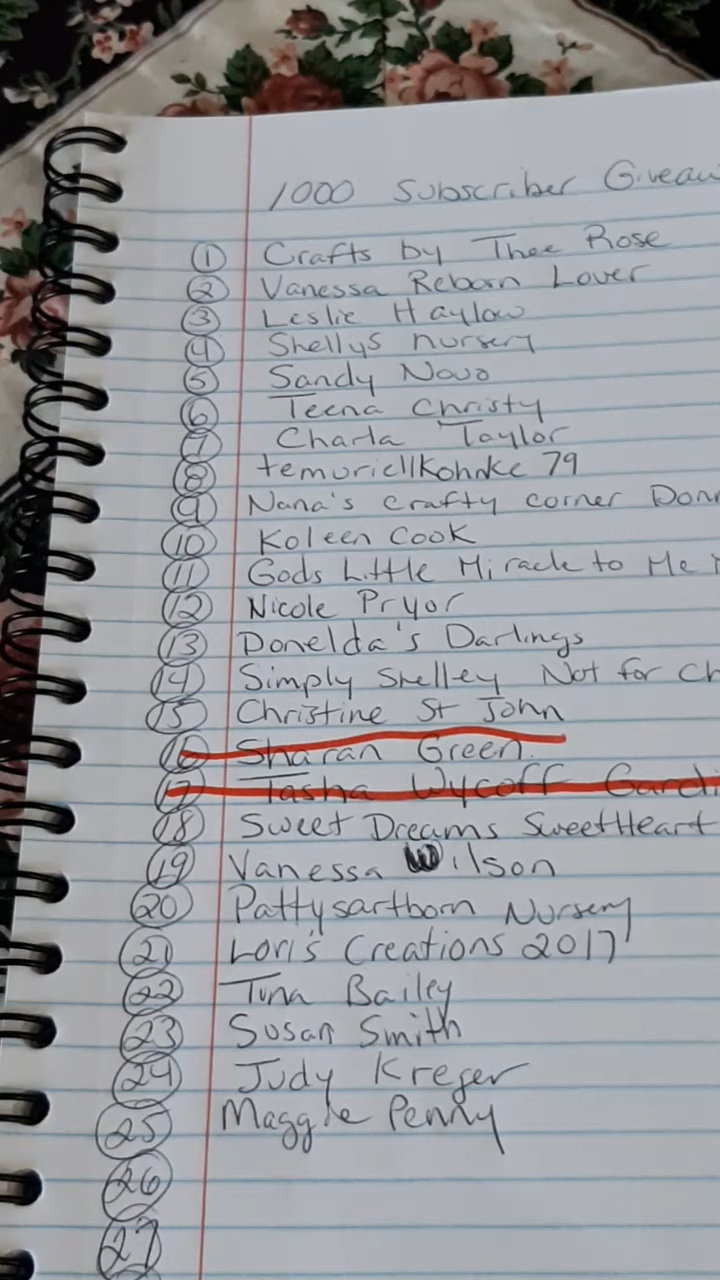 1000 Subscriber Giveaw
1 Crafts by Thee Rose
2 Vanessa Reborn Lover
3 Leslie Haylow
4 Shellys nursery
5 Sandy Novo
6 Teena Christy
7 Charla Taylor
8 79
9 Nana's crafty corner Donn
10 Koleen Cook
11 Gods Little Miracle to Me
12 Nicole Pryor
13 Donelda's Darlings
14 Simply Shelley Not for Ch
15 Christine St John
16 Sharan Green.
17 Tasha Wycoff Gardi
18 Sweet Dreams SweetHeart
19 Vanessa Wilson
20 Pattysartborn Nursery
21 Lori's Creations 2017
22 Bailey
23 Susan Smith
24 Judy Kreger
25 Maggie Penny
26
27